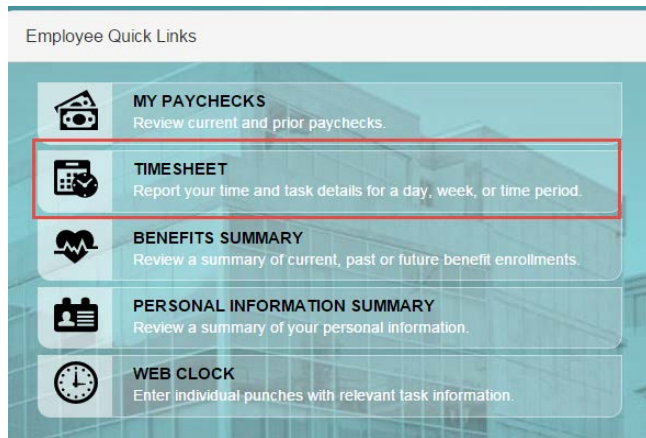 Employee Quick Links
MY PAYCHECKS
Review current and prior paychecks.
TIMESHEET
Report your time and task details for a day, week, or time period.
BENEFITS SUMMARY
Review a summary of current, past or future benefit enrollments.
PERSONAL INFORMATION SUMMARY
Review a summary of your personal information.
WEB CLOCK
Enter individual punches with relevant task information.